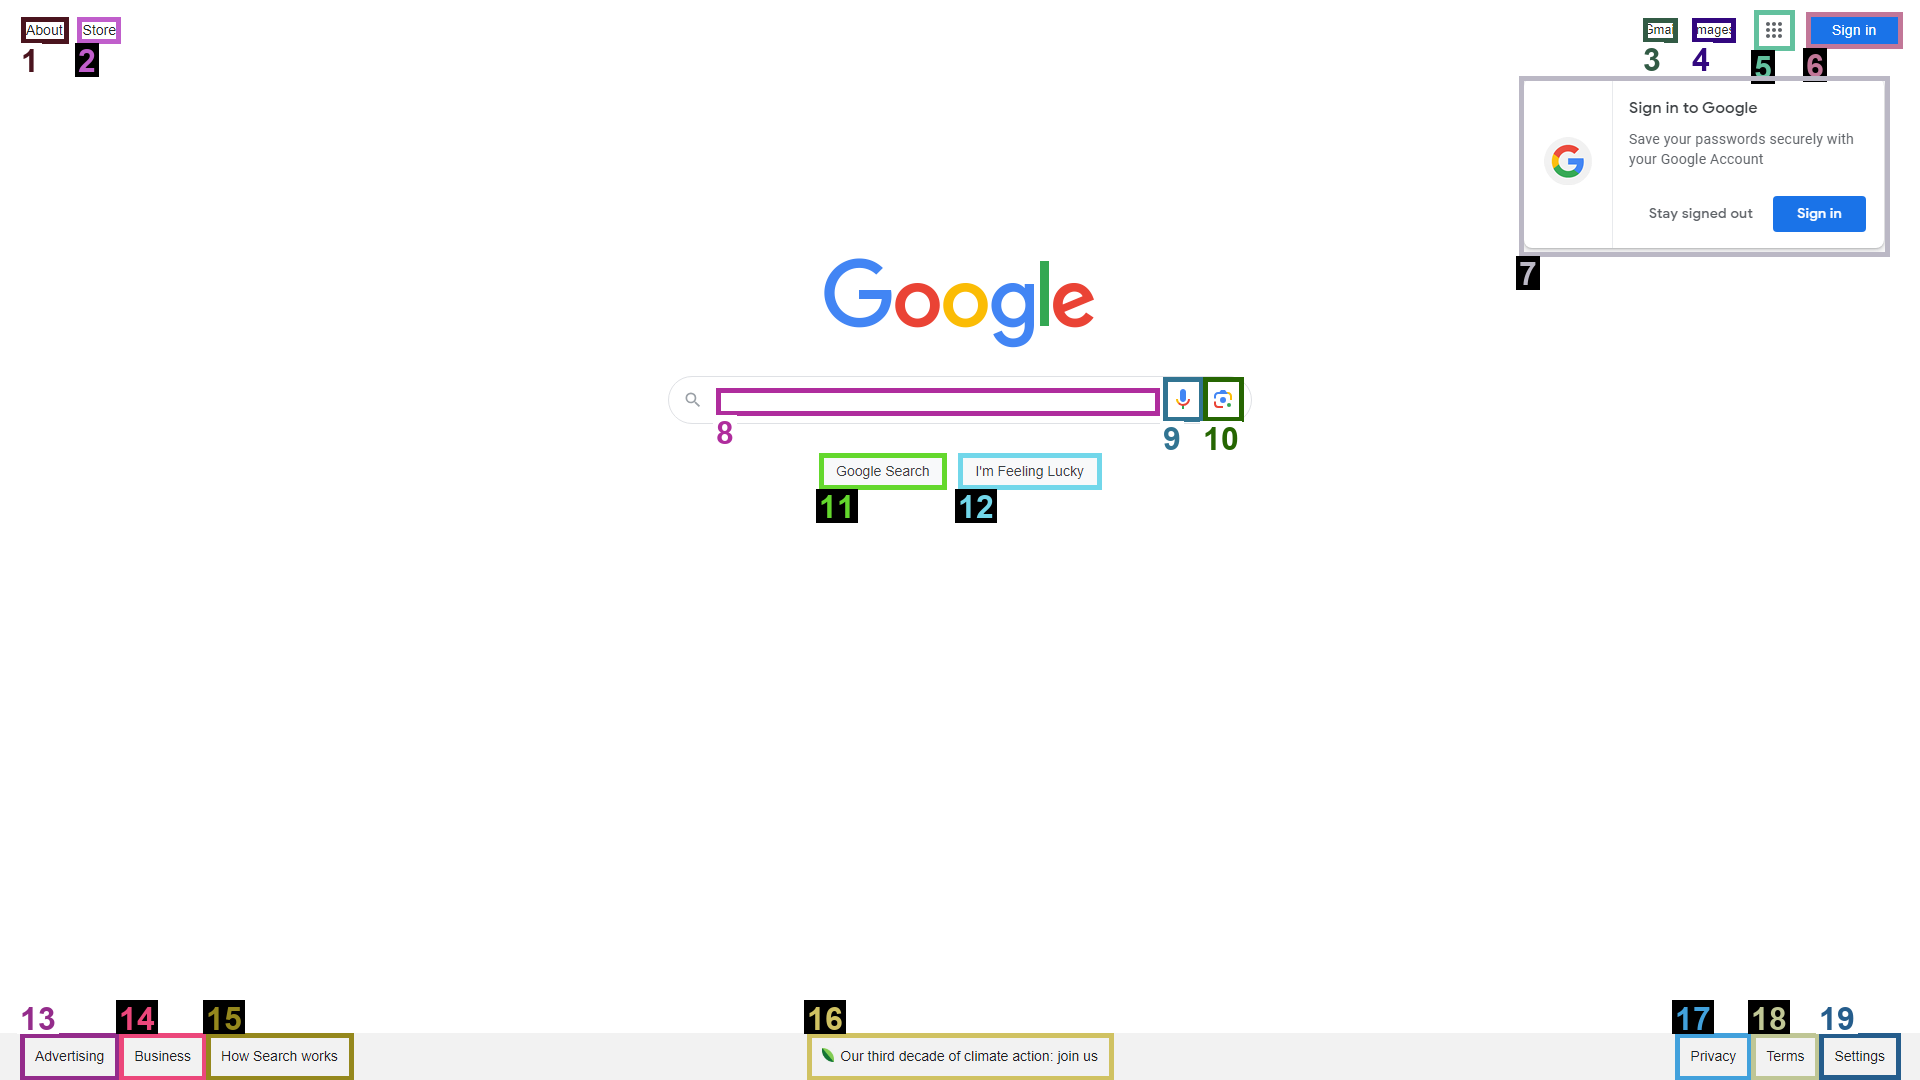 About Store
Gmai mages Sign in
1 2 3 4 5 6
Sign in to Google
Save your passwords securely with
your Google Account
Stay signed out Sign in
7
Google
8 9 10
Google Search I'm Feeling Lucky
11 12
13 14 15 16 17 18 19
Advertising Business How Search works Our third decade of climate action: join us Privacy Terms Settings